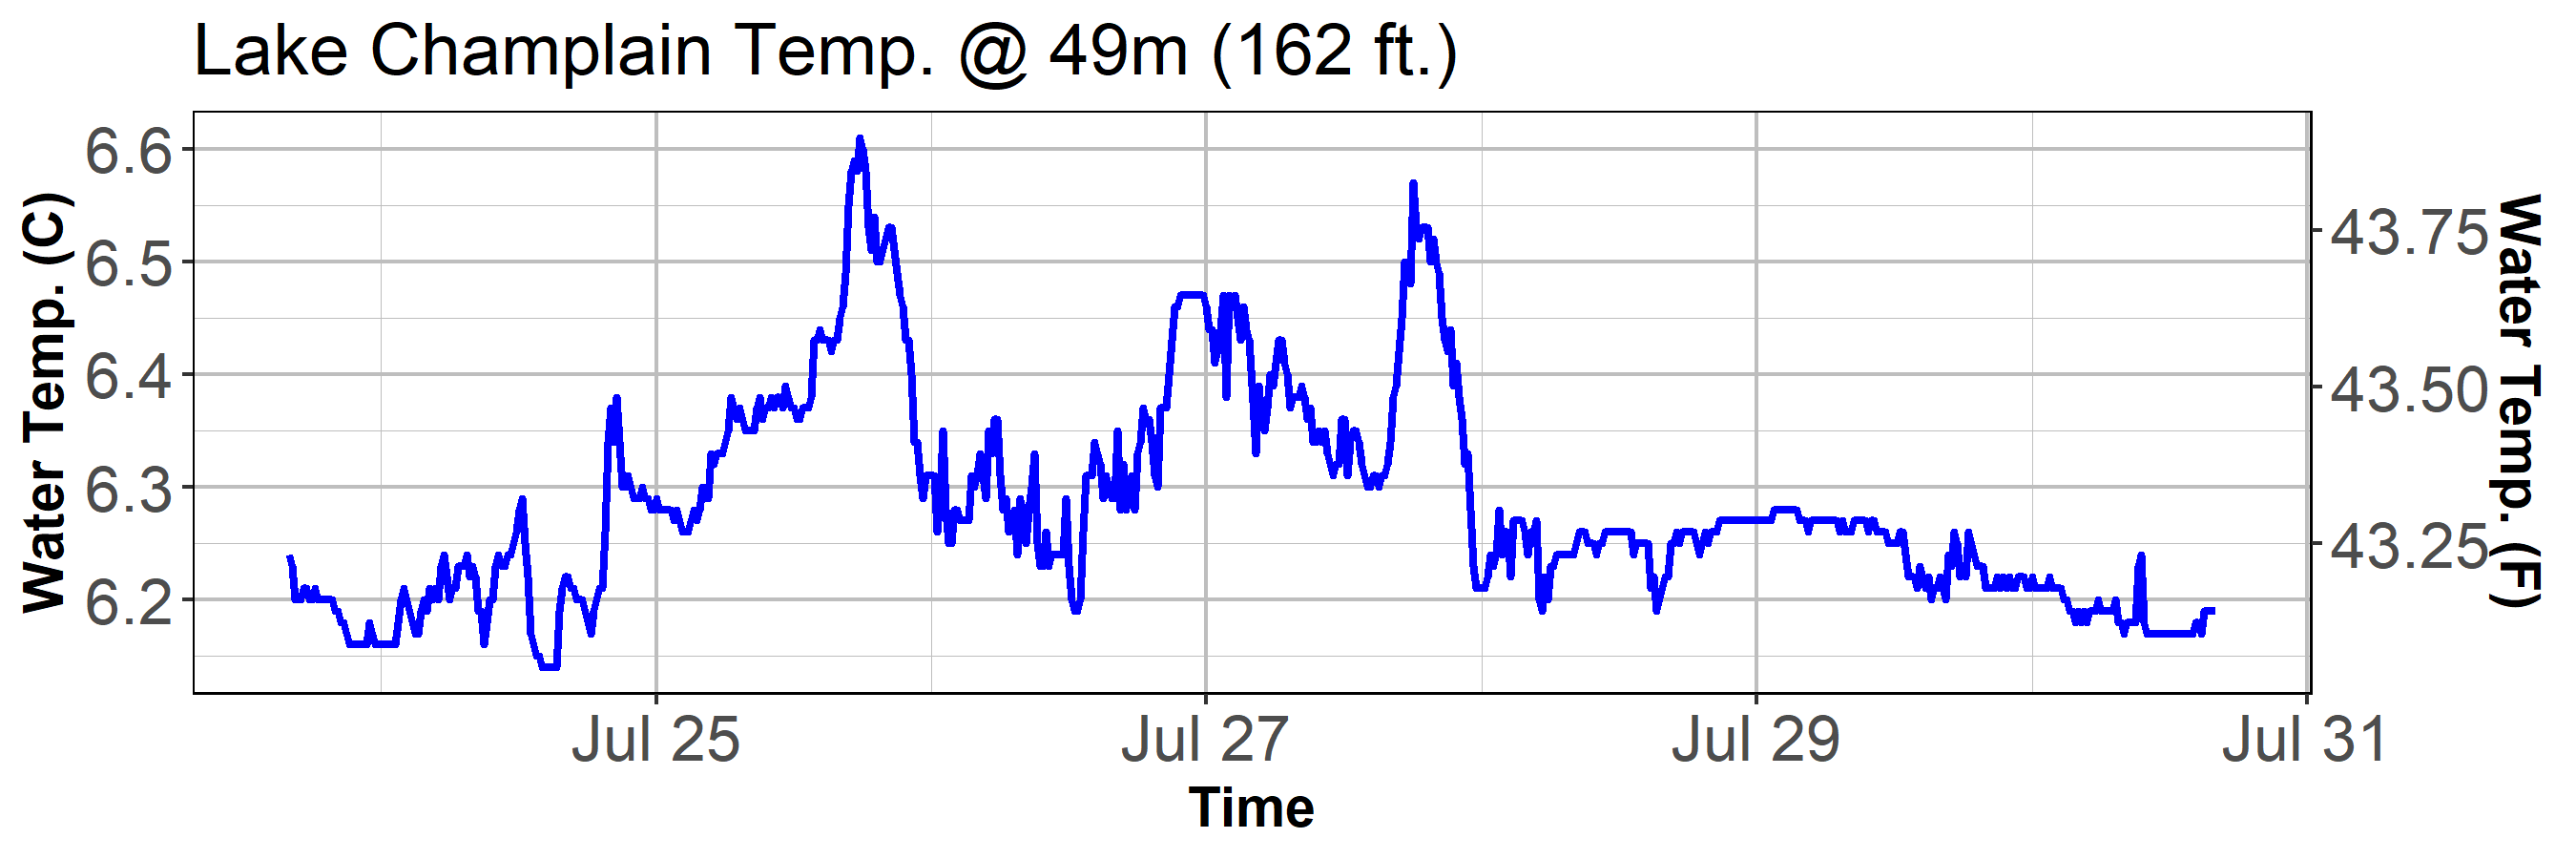 Lake Champlain Temp. @ 49m (162 ft.)
Water Temp. (C)
6.6
6.5
6.4
6.3
6.2
43.75
43.50
43.25
Water Temp. (F)
Jul 25 Jul 27 Jul 29 Jul 31
Time